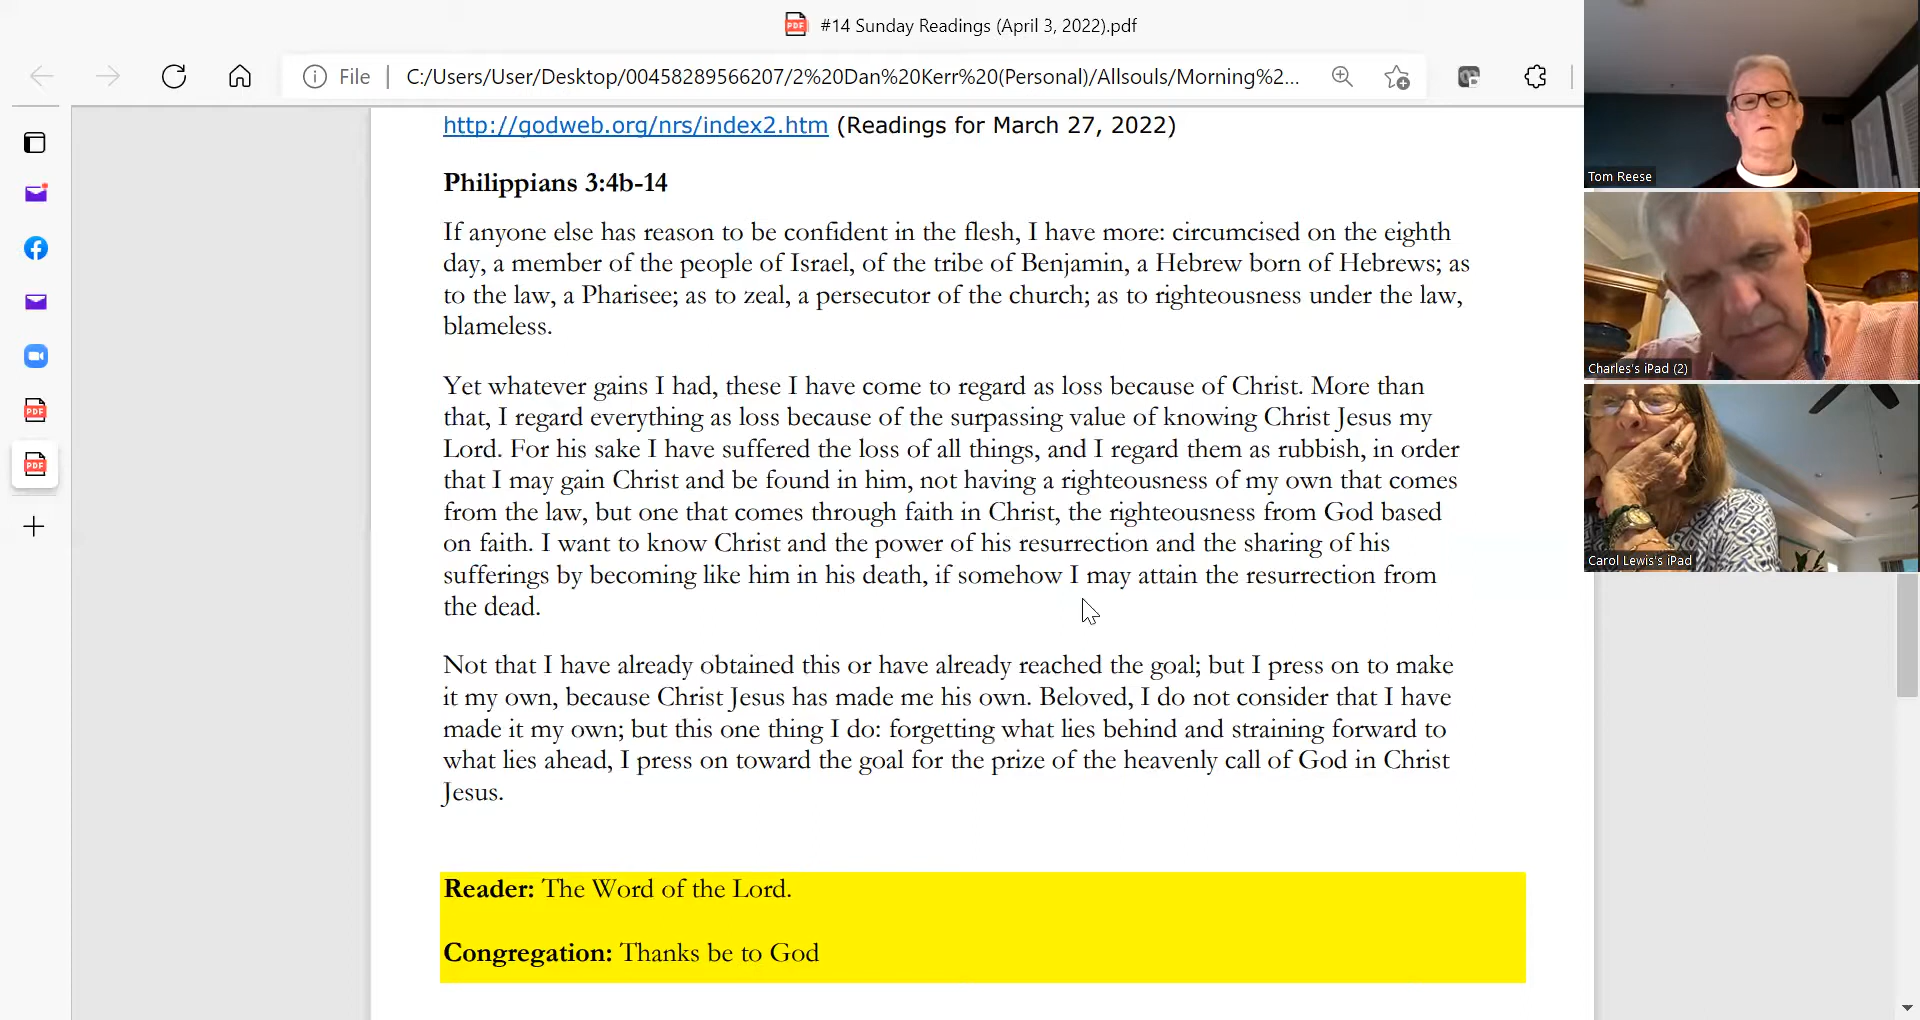 #14 Sunday Readings (April 3, 2022).pdf
File
C:/Users/User/Desktop/00458289566207/2%20Dan%20Kerr%20(Personal)/Allsouls/Morning%2...
http://godweb.org/nrs/index2.htm (Readings for March 27, 2022)
Philippians 3:4b-14
If anyone else has reason to be confident in the flesh, I have more: circumcised on the eighth
day, a member of the people of Israel, of the tribe of Benjamin, a Hebrew born of Hebrews; as
to the law, a Pharisee; as to zeal, a persecutor of the church; as to righteousness under the law,
blameless.
Yet whatever gains I had, these I have come to regard as loss because of Christ. More than
that, I regard everything as loss because of the surpassing value of knowing Christ Jesus my
Lord. For his sake I have suffered the loss of all things, and I regard them as rubbish, in order
that I may gain Christ and be found in him, not having a righteousness of my own that comes
from the law, but one that comes through faith in Christ, the righteousness from God based
on faith. I want to know Christ and the power of his resurrection and the sharing of his
sufferings by becoming like him in his death, if somehow I may attain the resurrection from
the dead.
Not that I have already obtained this or have already reached the goal; but I press on to make
it my own, because Christ Jesus has made me his own. Beloved, I do not consider that I have
made it my own; but this one thing I do: forgetting what lies behind and straining forward to
what lies ahead, I press on toward the goal for the prize of the heavenly call of God in Christ
Jesus.
Reader: The Word of the Lord.
Congregation: Thanks be to God
Tom Reese
Charles's iPad (2)
Carol Lewis's iPad
PDF
PDF
PDF